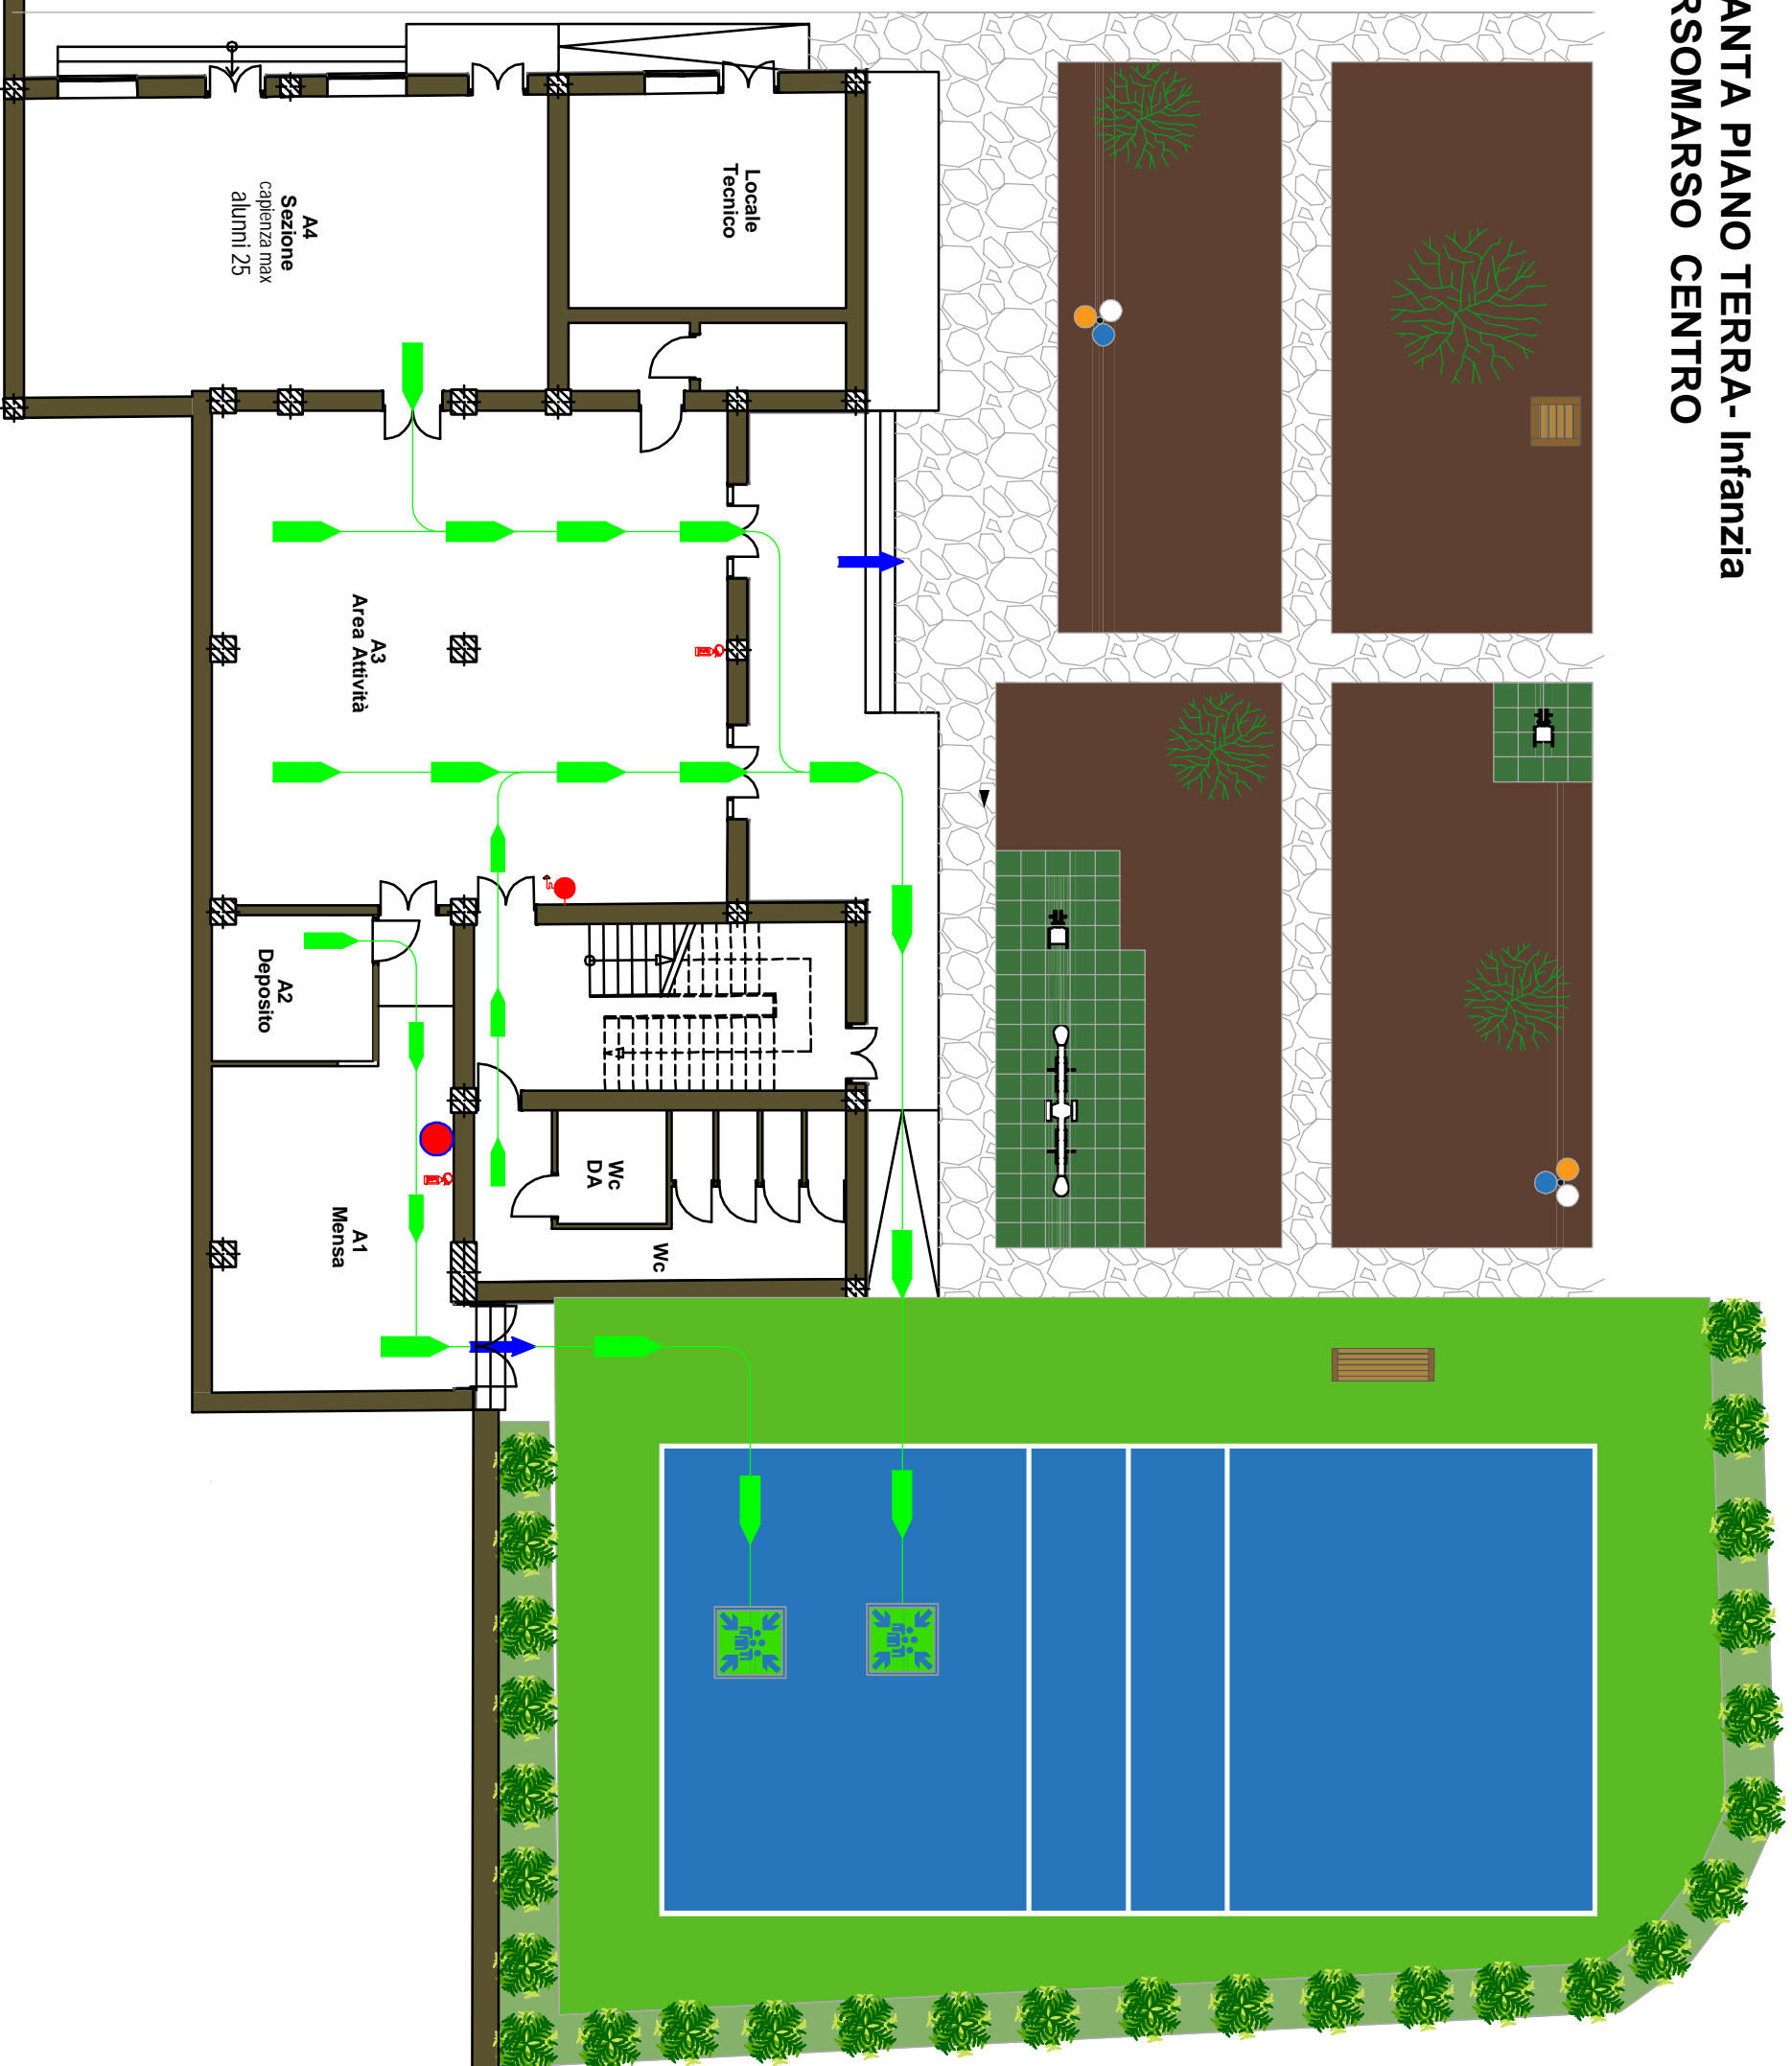 ANTA PIANO TERRA- Infanzia
RSOMARSO CENTRO
Locale
Tecnico
A4
Sezione
capienza max
alunni 25
A3
Area Attività
A2
Deposito
Wc
DA
Wc
A1
Mensa